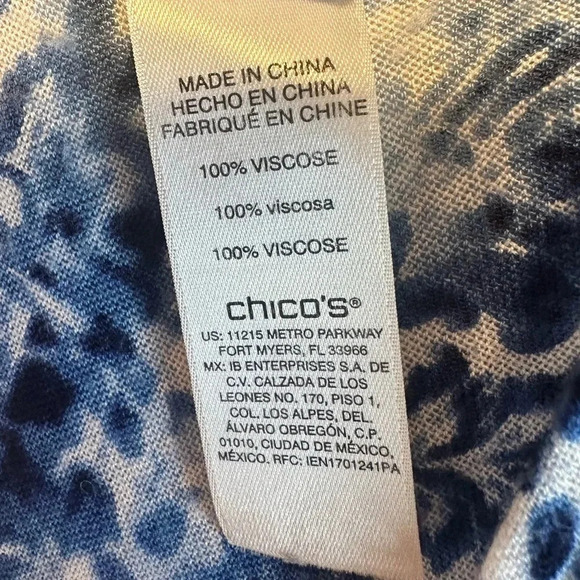 MADE IN CHINA
HECHO EN CHINA
FABRIQUÉ EN CHINE
100% VISCOSE
100% viscosa
100% VISCOSE
chico's®
US: 11215 METRO PARKWAY
FORT MYERS, FL 33966
MX: IB ENTERPRISES S.A. DE
C.V. CALZADA DE LOS
LEONES NO. 170, PISO 1,
COL. LOS ALPES, DEL.
ÁLVARO OBREGÓN, C.P.
01010, CIUDAD DE MÉXICO,
MÉXICO. RFC: IEN1701241PA